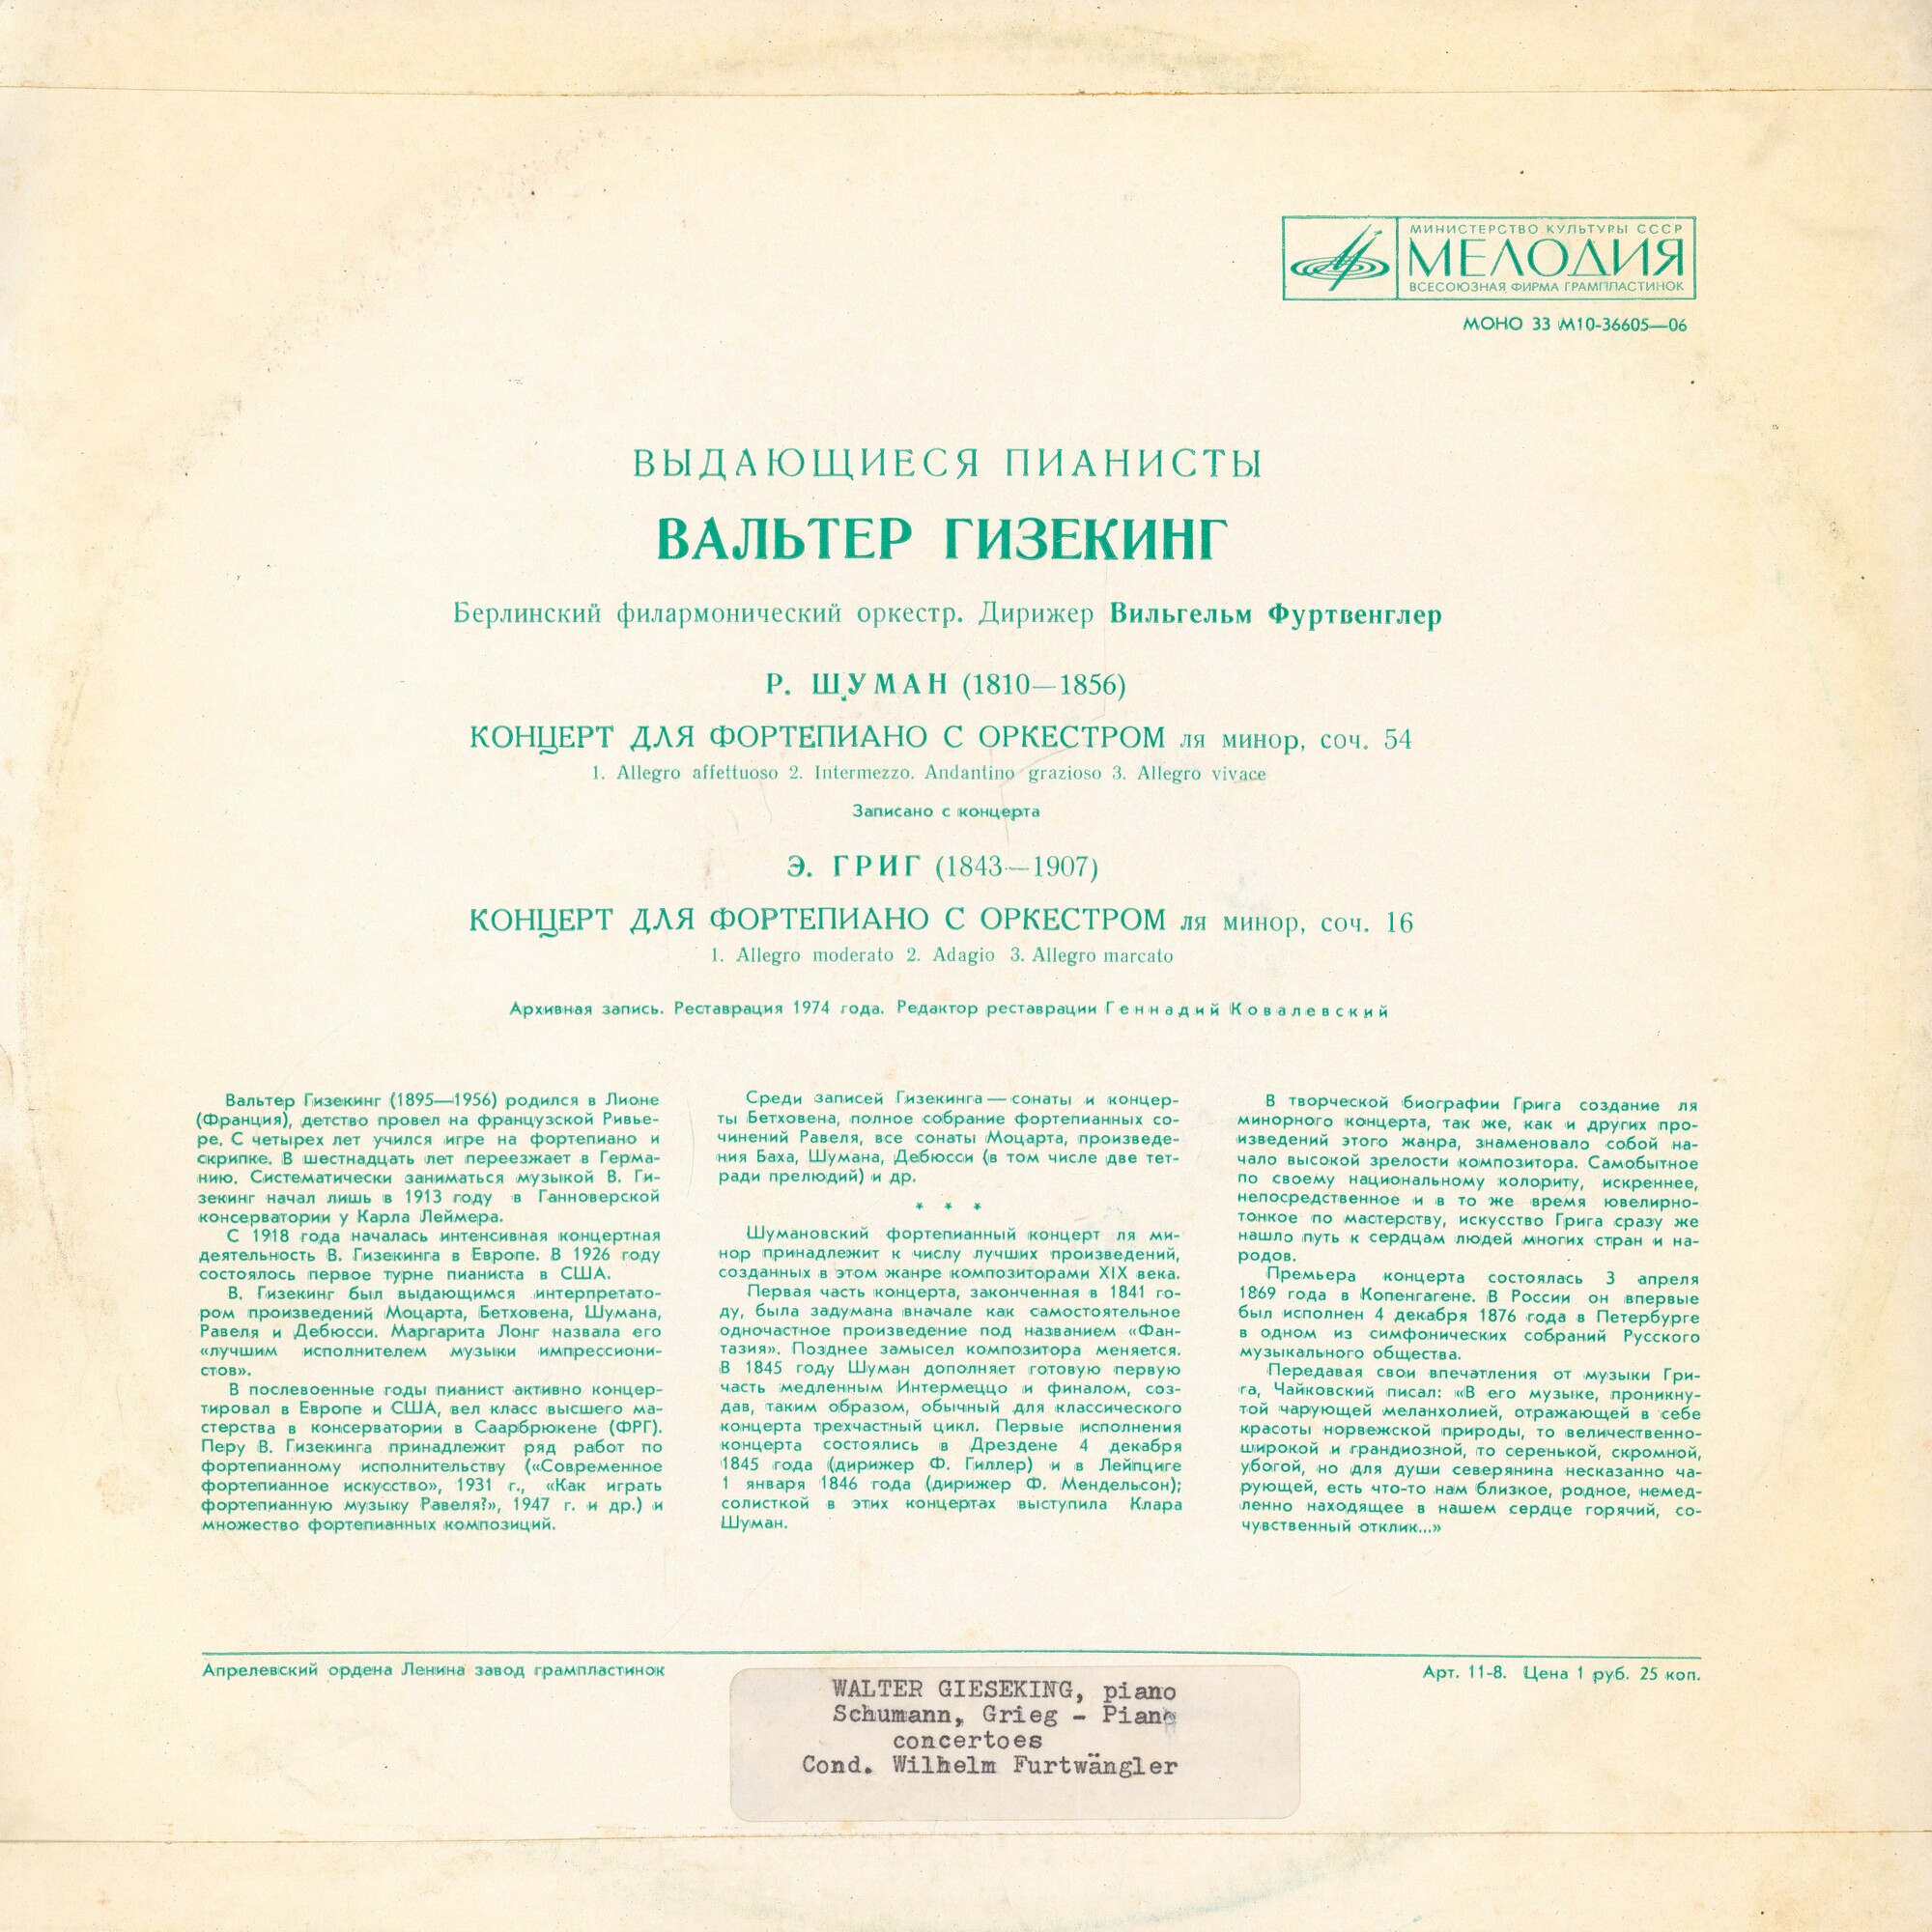 МИНИСТЕРСТВО КУЛЬТУРЫ СССР
МЕЛОДИЯ
ВСЕСОЮЗНАЯ ФИРМА ГРАМПЛАСТИНОК
МОНО 33 М10-36605—06
ВЫДАЮЩИЕСЯ ПИАНИСТЫ
ВАЛЬТЕР ГИЗЕКИНГ
Берлинский филармонический оркестр. Дирижер Вильгельм Фуртвенглер
Р. ШУМАН (1810—1856)
КОНЦЕРТ ДЛЯ ФОРТЕПИАНО С ОРКЕСТРОМ ля минор, соч. 54
1. Allegro affettuoso 2. Intermezzo. Andantino grazioso 3. Allegro vivace
Записано с концерта
Э. ГРИГ (1843—1907)
КОНЦЕРТ ДЛЯ ФОРТЕПИАНО С ОРКЕСТРОМ ля минор, соч. 16
1. Allegro moderato 2. Adagio 3. Allegro marcato
Архивная запись. Реставрация 1974 года. Редактор реставрации Геннадий Ковалевский
Вальтер Гизекинг (1895—1956) родился в Лионе
(Франция), детство провел на французской Ривье-
ре. С четырех лет учился игре на фортепиано и
скрипке. В шестнадцать лет переезжает в Герма-
нию. Систематически заниматься музыкой В. Ги-
зекинг начал лишь в 1913 году в Ганноверской
консерватории у Карла Леймера.
С 1918 года началась интенсивная концертная
деятельность В. Гизекинга в Европе. В 1926 году
состоялось первое турне пианиста в США.
В. Гизекинг был выдающимся интерпретато-
ром произведений Моцарта, Бетховена, Шумана,
Равеля и Дебюсси. Маргарита Лонг назвала его
«лучшим исполнителем музыки импрессиони-
стов».
В послевоенные годы пианист активно концер-
тировал в Европе и США, вел класс высшего ма-
стерства в консерватории в Саарбрюкене (ФРГ).
Перу В. Гизекинга принадлежит ряд работ по
фортепианному исполнительству («Современное
фортепианное искусство», 1931 г., «Как играть
фортепианную музыку Равеля?», 1947 г. и др.) и
множество фортепианных композиций.
Среди записей Гизекинга — сонаты и концер-
ты Бетховена, полное собрание фортепианных со-
чинений Равеля, все сонаты Моцарта, произведе-
ния Баха, Шумана, Дебюсси (в том числе две тет-
ради прелюдий) и др.
* * *
Шумановский фортепианный концерт ля ми-
нор принадлежит к числу лучших произведений,
созданных в этом жанре композиторами XIX века.
Первая часть концерта, законченная в 1841 го-
ду, была задумана вначале как самостоятельное
одночастное произведение под названием «Фан-
тазия». Позднее замысел композитора меняется.
В 1845 году Шуман дополняет готовую первую
часть медленным Интермеццо и финалом, соз-
дав, таким образом, обычный для классического
концерта трехчастный цикл. Первые исполнения
концерта состоялись в Дрездене 4 декабря
1845 года (дирижер Ф. Гиллер) и в Лейпциге
1 января 1846 года (дирижер Ф. Мендельсон);
солисткой в этих концертах выступила Клара
Шуман.
В творческой биографии Грига создание ля
минорного концерта, так же, как и других про-
изведений этого жанра, знаменовало собой на-
чало высокой зрелости композитора. Самобытное
по своему национальному колориту, искреннее,
непосредственное и в то же время ювелирно-
тонкое по мастерству, искусство Грига сразу же
нашло путь к сердцам людей многих стран и на-
родов.
Премьера концерта состоялась 3 апреля
1869 года в Копенгагене. В России он впервые
был исполнен 4 декабря 1876 года в Петербурге
в одном из симфонических собраний Русского
музыкального общества.
Передавая свои впечатления от музыки Гри-
га, Чайковский писал: «В его музыке, проникну-
той чарующей меланхолией, отражающей в себе
красоты норвежской природы, то величественно-
широкой и грандиозной, то серенькой, скромной,
убогой, но для души северянина несказанно ча-
рующей, есть что-то нам близкое, родное, немед-
ленно находящее в нашем сердце горячий, со-
чувственный отклик...»
Апрелевский ордена Ленина завод грампластинок
Арт. 11-8. Цена 1 руб. 25 коп.
WALTER GIESEKING, piano
Schumann, Grieg - Piano
concertoes
Cond. Wilhelm Furtwängler